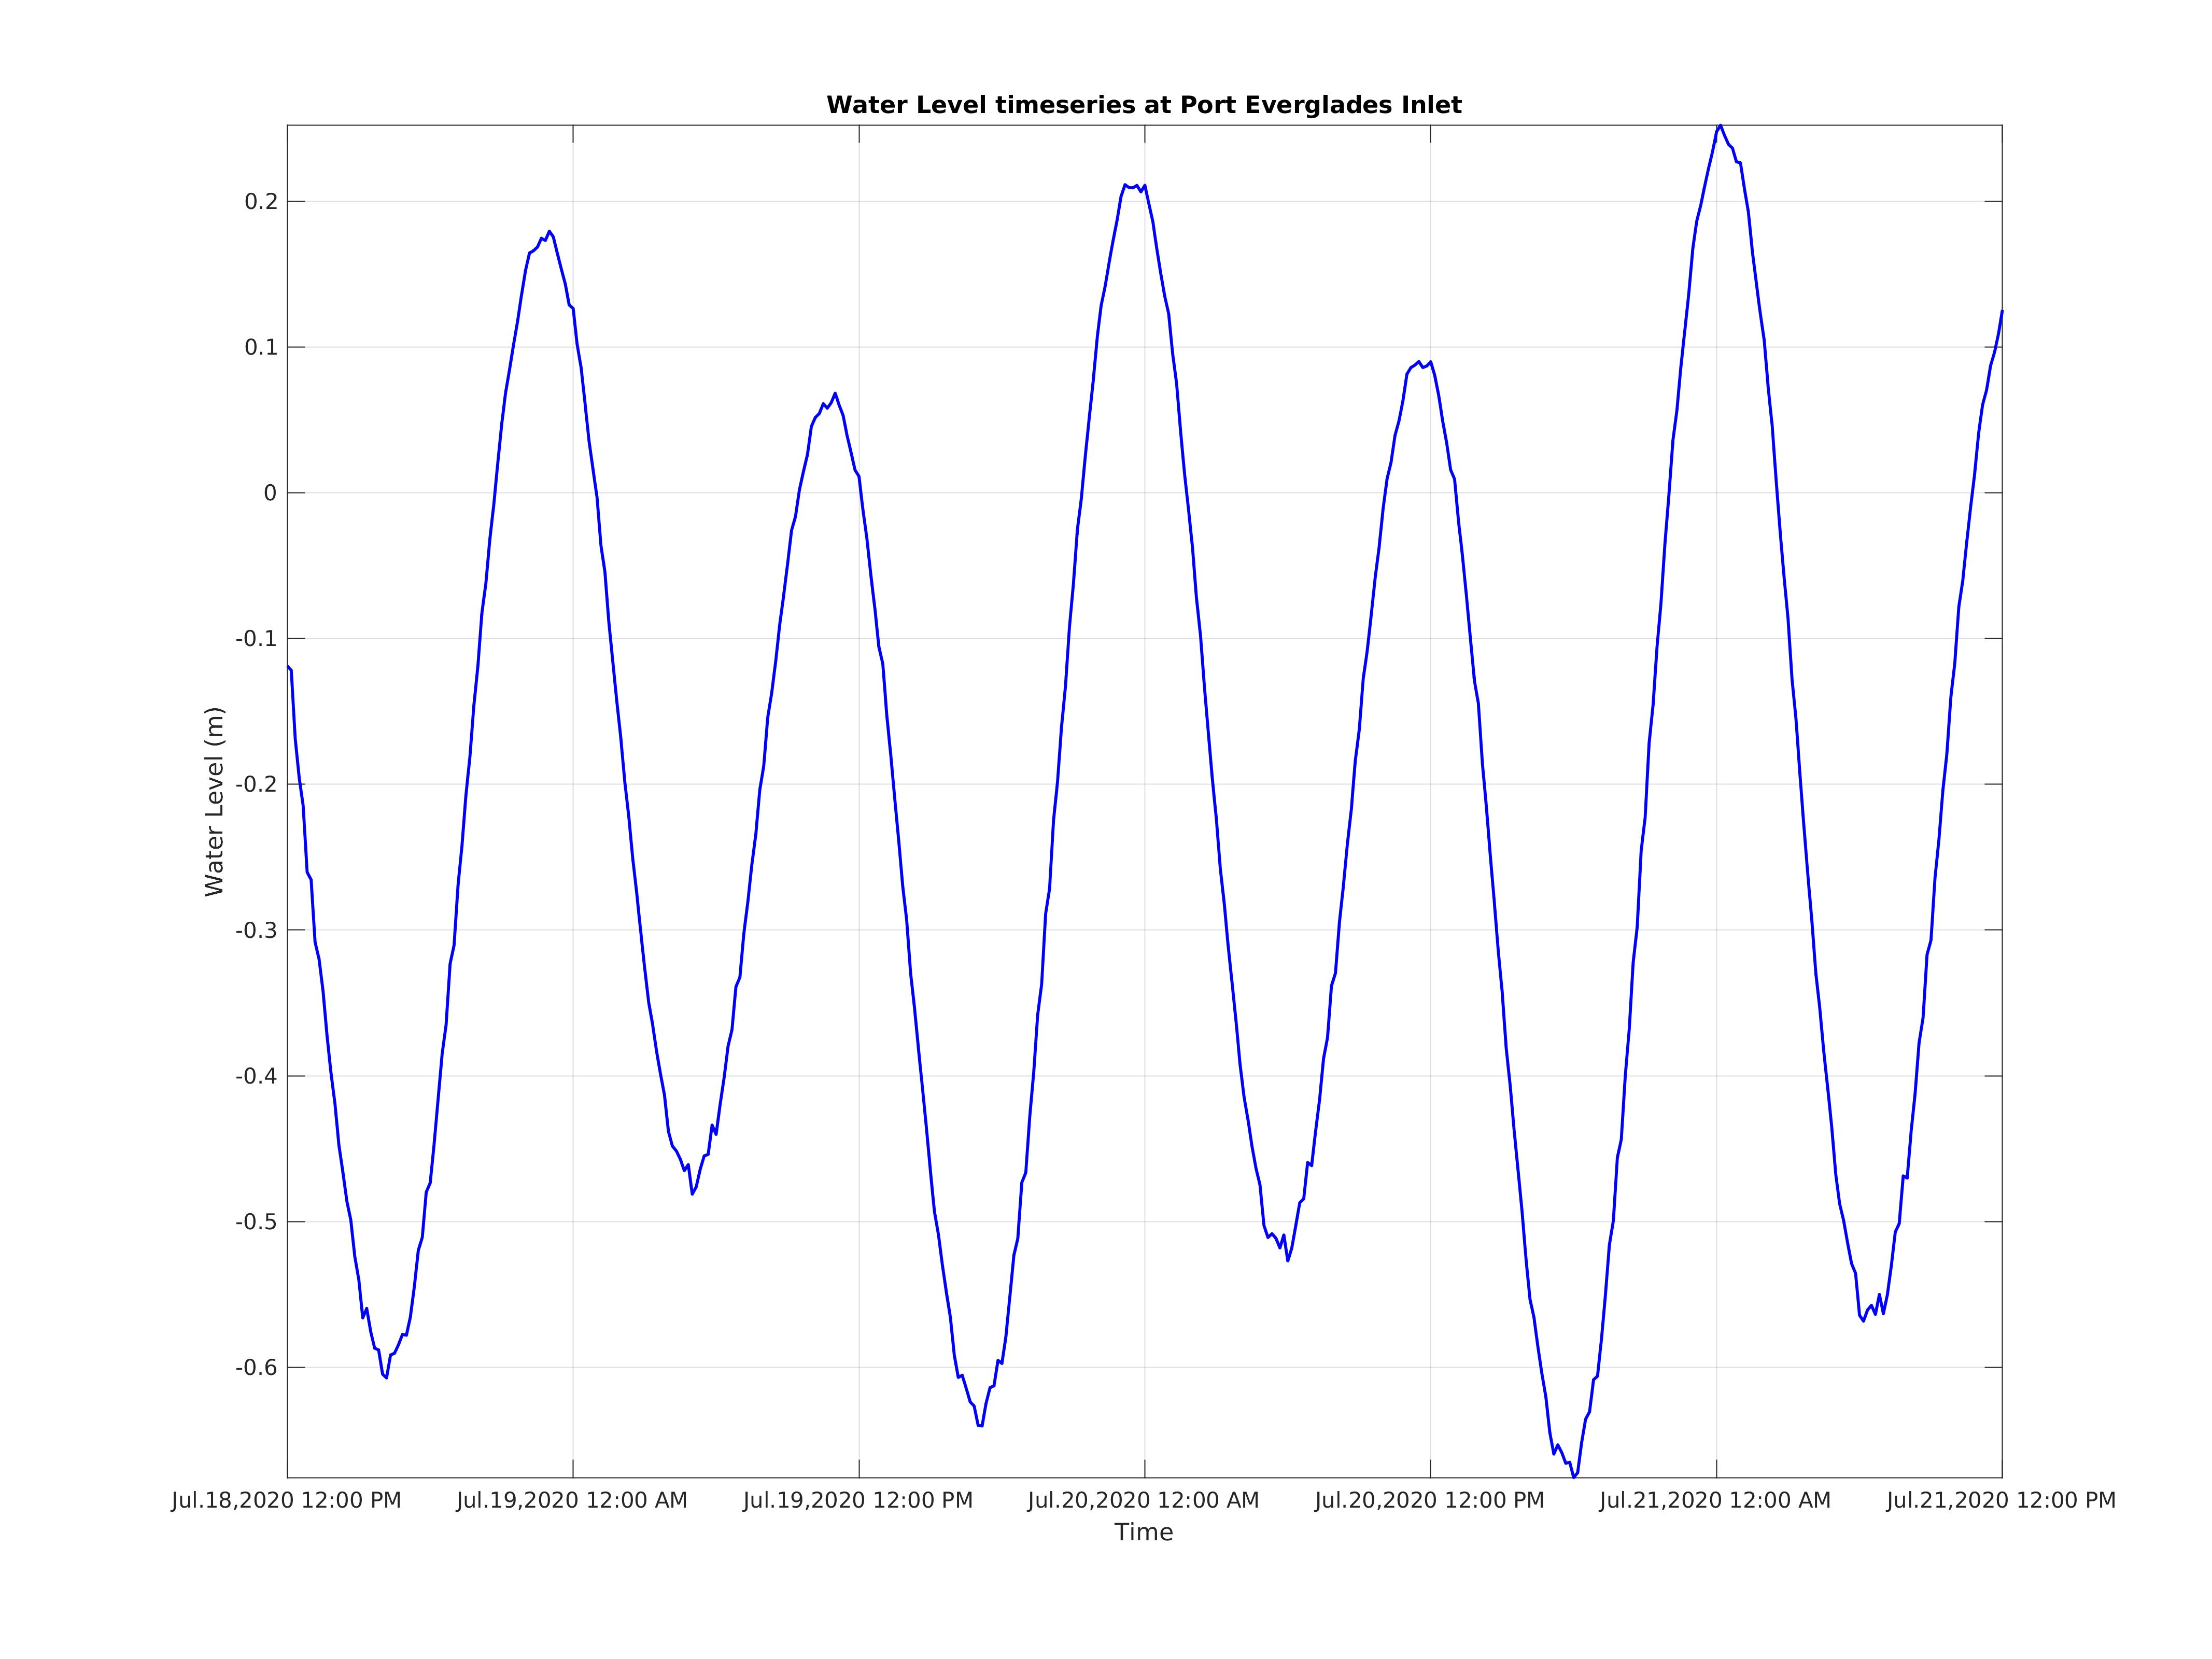 Water Level timeseries at Port Everglades Inlet
0.2
0.1
0
-0.1
-0.2
-0.3
-0.4
-0.5
-0.6
Water Level (m)
Jul.18,2020 12:00 PM
Jul.19,2020 12:00 AM
Jul.19,2020 12:00 PM
Jul.20,2020 12:00 AM
Jul.20,2020 12:00 PM
Jul.21,2020 12:00 AM
Jul.21,2020 12:00 PM
Time